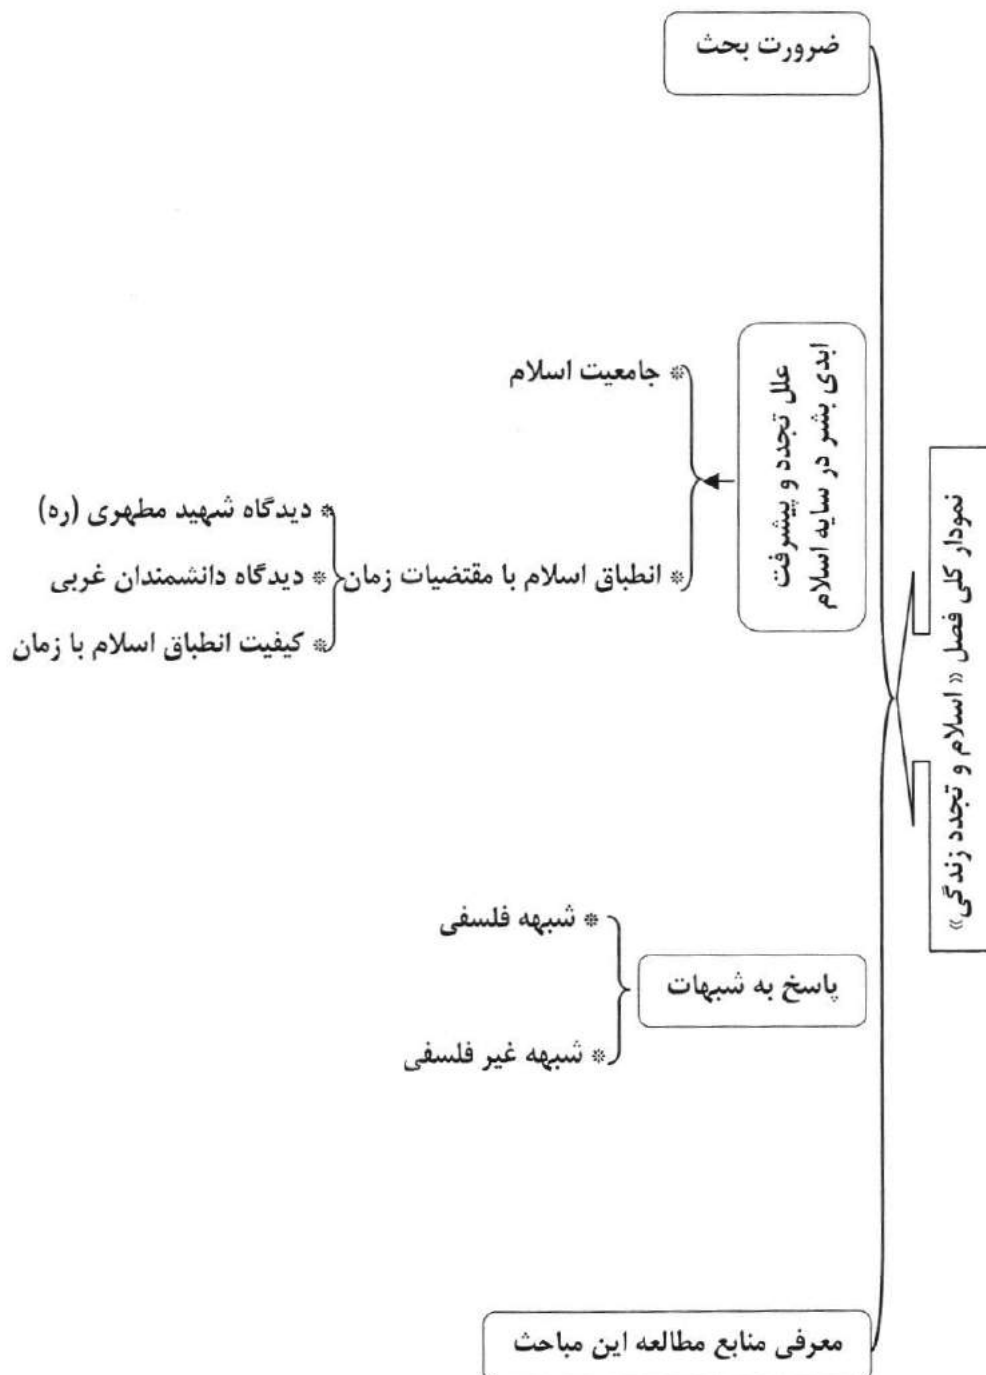 نمودار کلی فصل « اسلام و تجدد زندگی»
ضرورت بحث
علل تجدد و پیشرفت
ابدی بشر در سایه اسلام
* جامعیت اسلام
* انطباق اسلام با مقتضیات زمان
* دیدگاه شهید مطهری (ره)
* دیدگاه دانشمندان غربی
* کیفیت انطباق اسلام با زمان
پاسخ به شبهات
* شبهه فلسفی
* شبهه غیر فلسفی
معرفی منابع مطالعه این مباحث